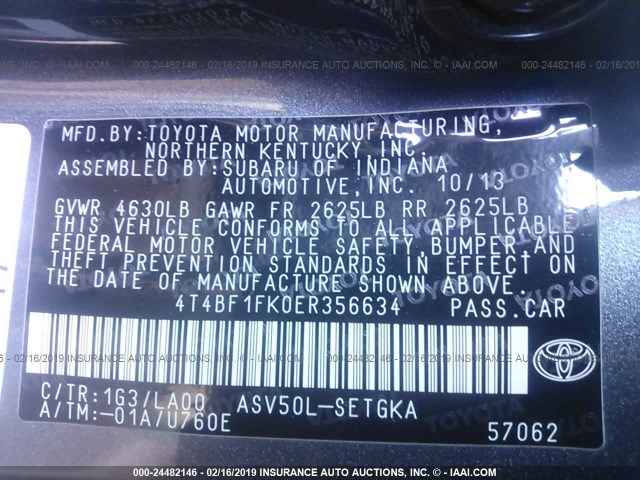 000-24482146 - 02/16/2019 INSURANCE AUTO AUCTIONS, INC. - © IAAI.COM
MFD.BY:TOYOTA MOTOR MANUFACTURING,
NORTHERN KENTUCKY,INC.
ASSEMBLED BY:SUBARU OF INDIANA
AUTOMOTIVE,INC. 10/13
GVWR 4630LB GAWR FR 2625LB RR 2625LB
THIS VEHICLE CONFORMS TO ALL APPLICABLE
FEDERAL MOTOR VEHICLE SAFETY, BUMPER,AND
THEFT PREVENTION STANDARDS IN EFFECT ON
THE DATE OF MANUFACTURE SHOWN ABOVE.
4T4BF1FK0ER356634 PASS.CAR
C/TR:1G3/LA00 ASV50L-SETGKA
A/TM:-01A/U760E
TOYOTA
57062
000-24482146 - 02/16/2019 INSURANCE AUTO AUCTIONS, INC. - © IAAI.COM